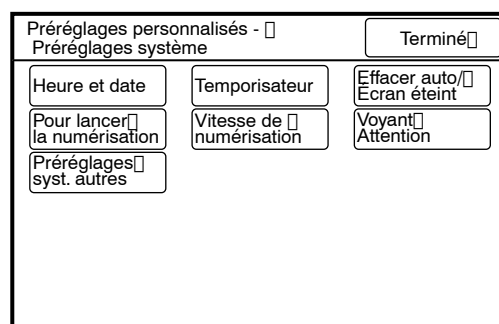 Préréglages personnalisés -
Préréglages système
Terminé
Heure et date
Temporisateur
Effacer auto/
Écran éteint
Pour lancer
la numérisation
Vitesse de
numérisation
Voyant
Attention
Préréglages
syst. autres